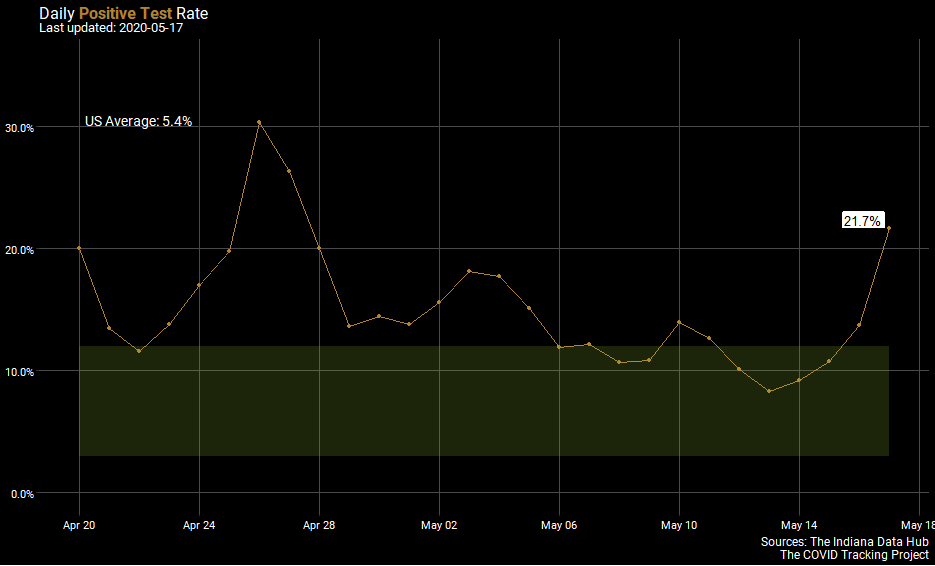 Daily Positive Test Rate
Last updated: 2020-05-17
US Average: 5.4%
30.0%
21.7%
20.0%
10.0%
0.0%
Apr 20 Apr 24 Apr 28 May 02 May 06 May 10 May 14 May 18
Sources: The Indiana Data Hub
The COVID Tracking Project